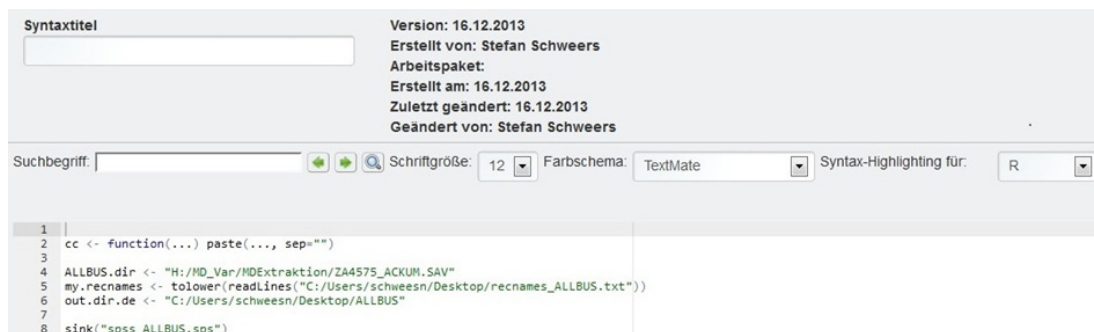 Syntaxtitel
Version: 16.12.2013
Erstellt von: Stefan Schweers
Arbeitspaket:
Erstellt am: 16.12.2013
Zuletzt geändert: 16.12.2013
Geändert von: Stefan Schweers
Suchbegriff: Schriftgröße: 12 Farbschema: TextMate Syntax-Highlighting für: R
1
2 cc <- function(...) paste(..., sep="")
3
4 ALLBUS.dir <- "H:/MD_Var/MDExtraktion/ZA4575_ACKUM.SAV"
5 my.recnames <- tolower(readLines("C:/Users/schweesn/Desktop/recnames_ALLBUS.txt"))
6 out.dir.de <- "C:/Users/schweesn/Desktop/ALLBUS"
7
8 sink("spss_ALLBUS.sps")